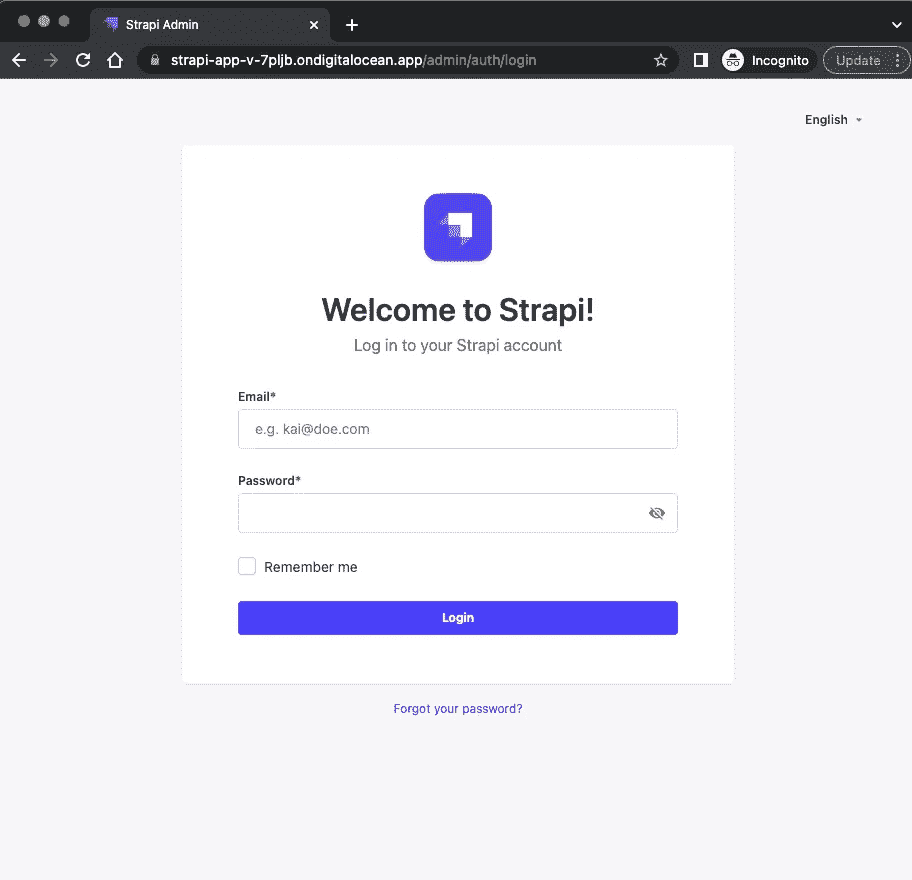 Strapi Admin
strapi-app-v-7pljb.ondigitalocean.app/admin/auth/login
Incognito
Update
English
Welcome to Strapi!
Log in to your Strapi account
Email*
e.g. kai@doe.com
Password*
Remember me
Login
Forgot your password?